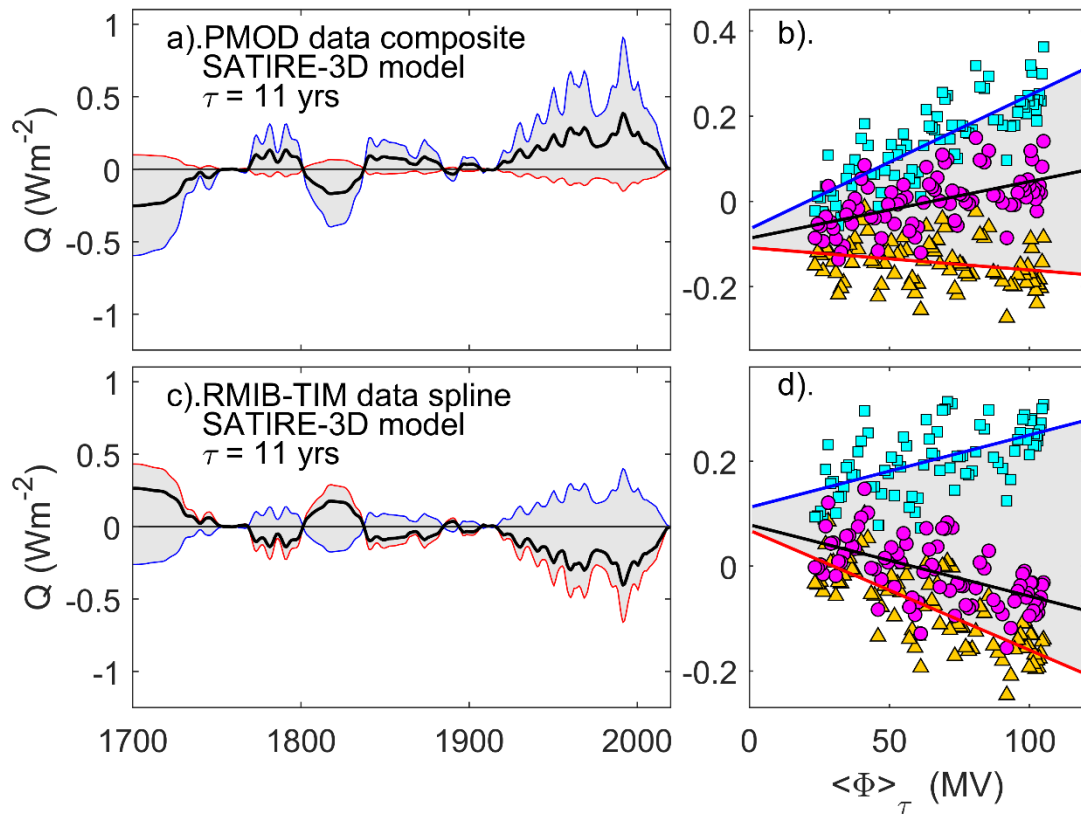 a).PMOD data composite
SATIRE-3D model
τ = 11 yrs
Q (Wm⁻²)
1
0.5
0
-0.5
-1
b).
0.4
0.2
0
-0.2
c).RMIB-TIM data spline
SATIRE-3D model
τ = 11 yrs
Q (Wm⁻²)
1
0.5
0
-0.5
-1
1700 1800 1900 2000
d).
0.2
0
-0.2
0 50 100
<Φ>τ (MV)